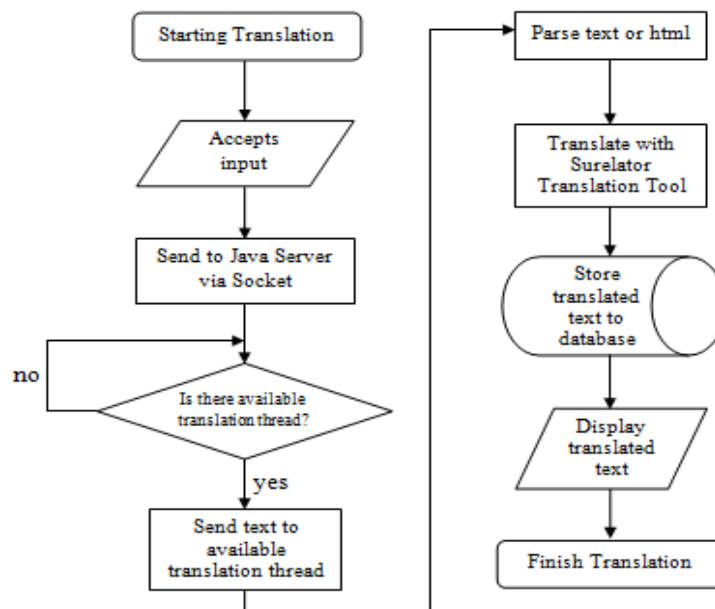 Starting Translation
Accepts
input
Send to Java Server
via Socket
no
Is there available
translation thread?
yes
Send text to
available
translation thread
Parse text or html
Translate with
Surelator
Translation Tool
Store
translated
text to
database
Display
translated
text
Finish Translation